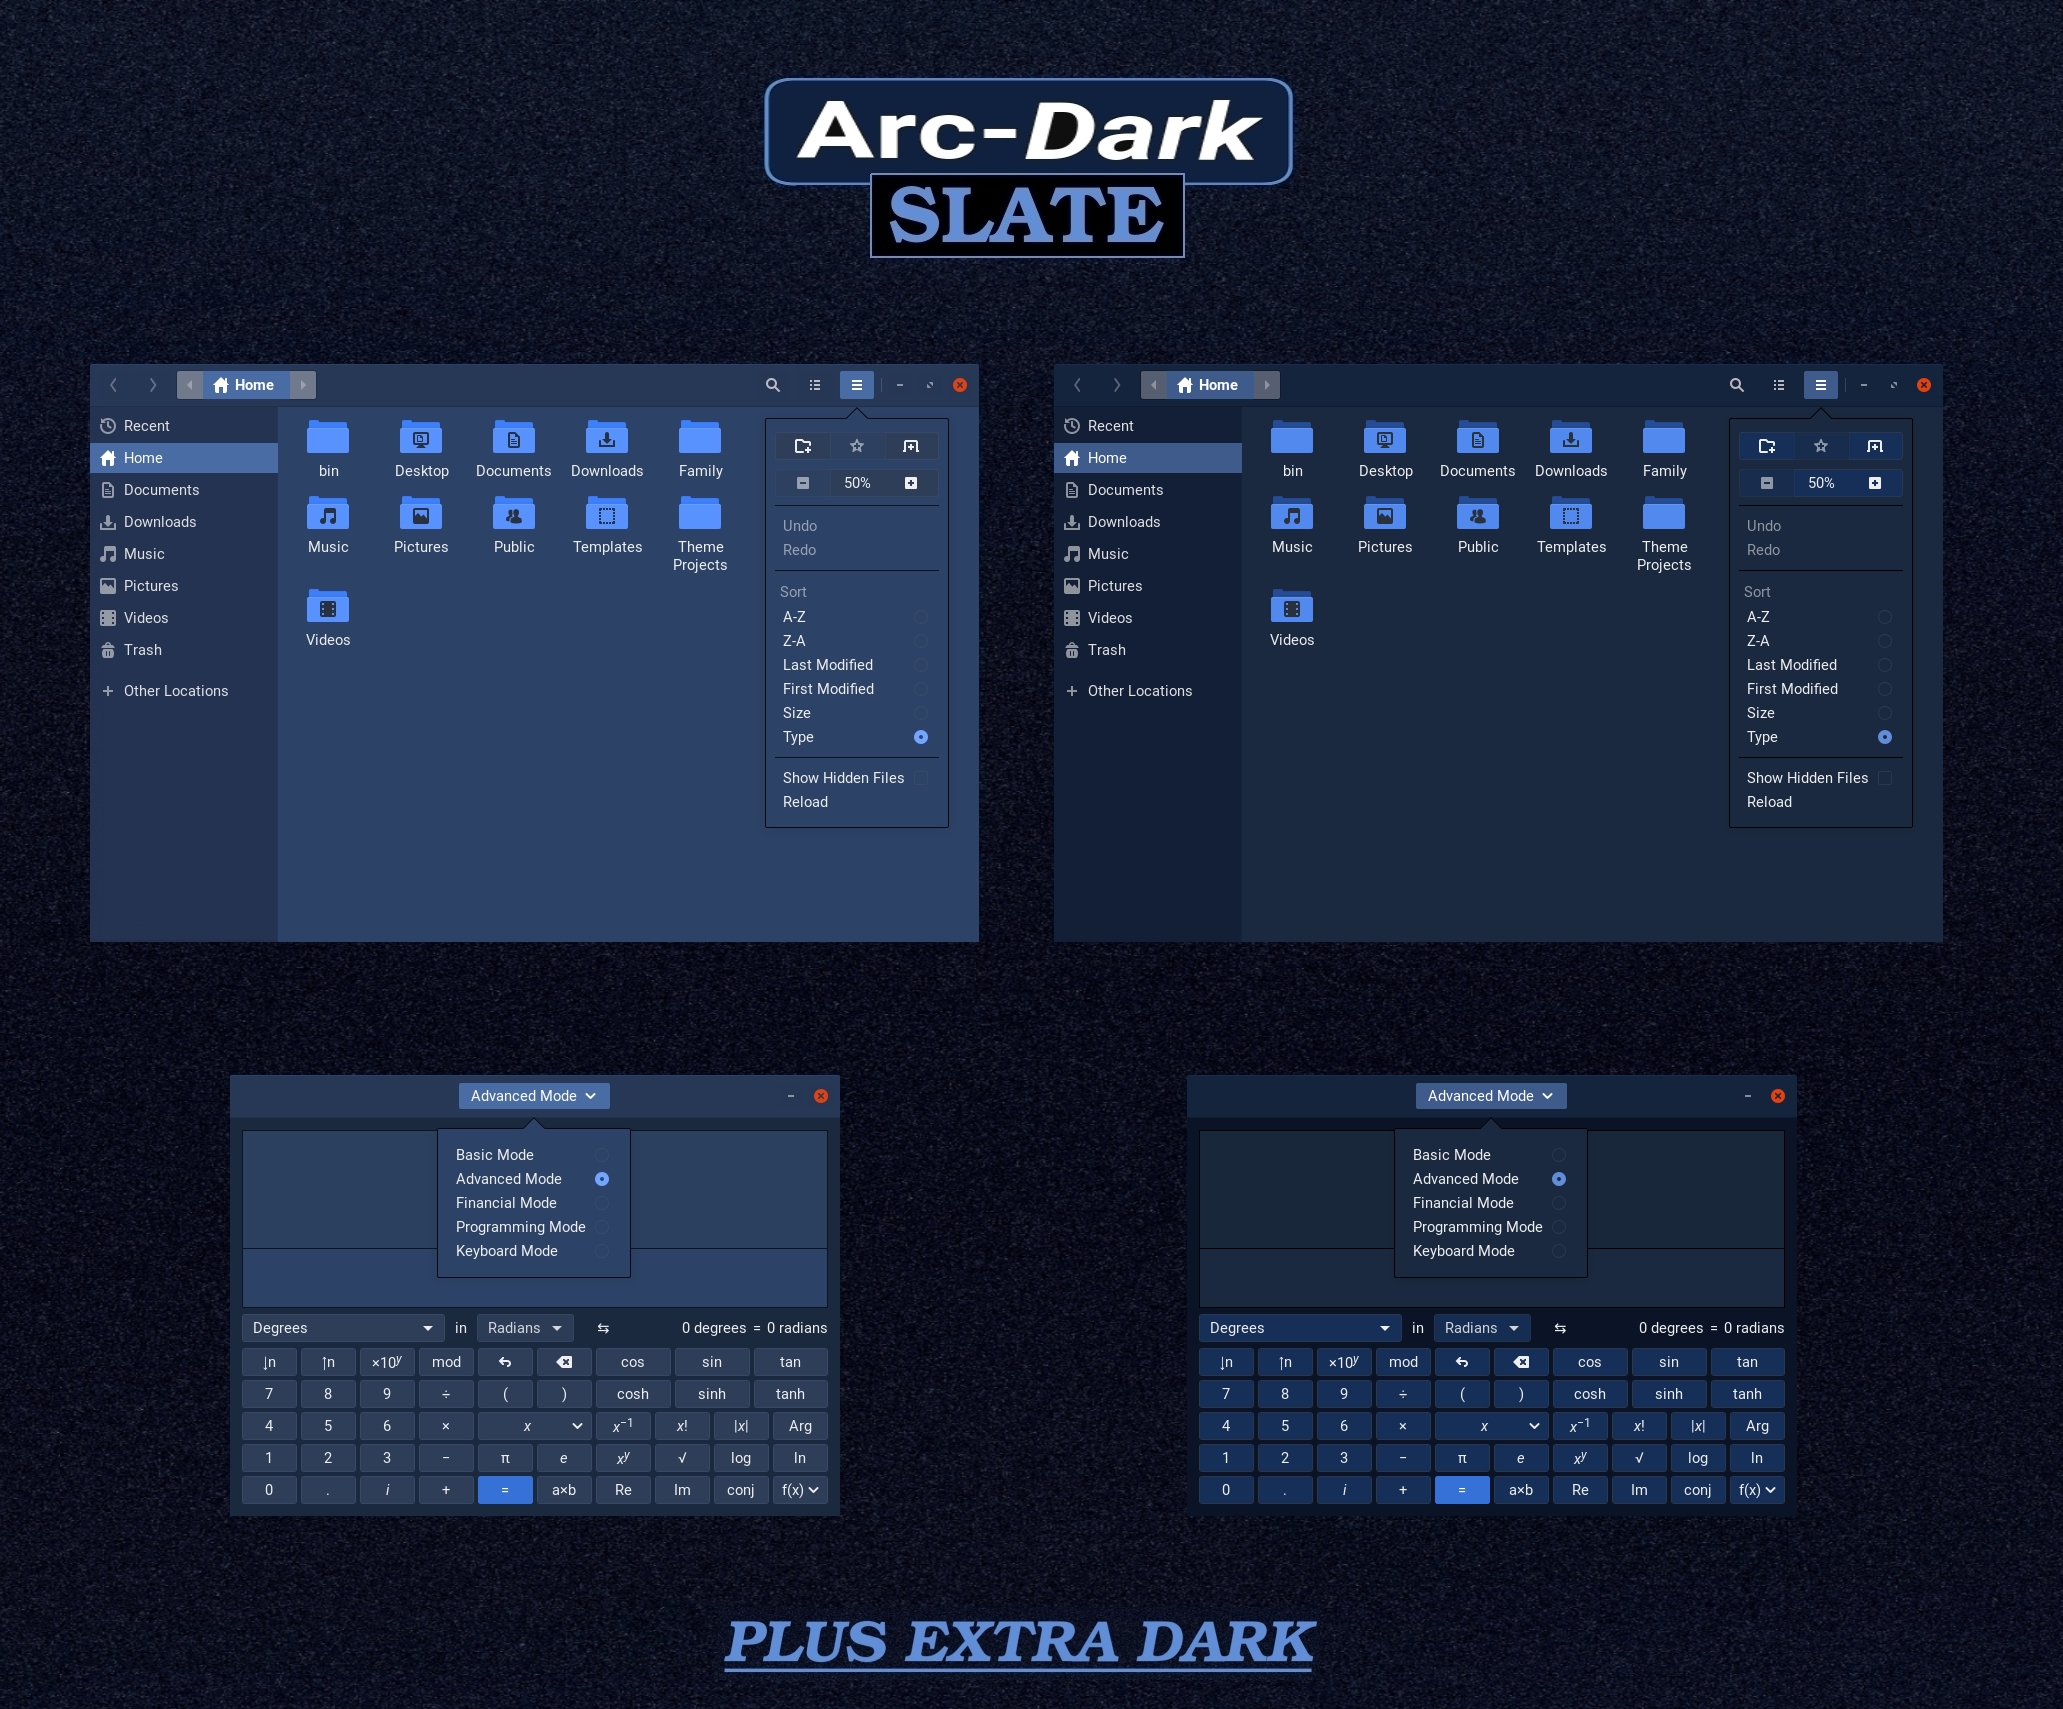 Arc-Dark
SLATE
Home
Recent
Home
Documents
Downloads
Music
Pictures
Videos
Trash
Other Locations
bin Desktop Documents Downloads Family
Music Pictures Public Templates Theme Projects
Videos
50%
Undo
Redo
Sort
A-Z
Z-A
Last Modified
First Modified
Size
Type
Show Hidden Files
Reload
Home
Recent
Home
Documents
Downloads
Music
Pictures
Videos
Trash
Other Locations
bin Desktop Documents Downloads Family
Music Pictures Public Templates Theme Projects
Videos
50%
Undo
Redo
Sort
A-Z
Z-A
Last Modified
First Modified
Size
Type
Show Hidden Files
Reload
Advanced Mode
Basic Mode
Advanced Mode
Financial Mode
Programming Mode
Keyboard Mode
Degrees in Radians ⇆ 0 degrees = 0 radians
↓n ↑n ×10^y mod cos sin tan
7 8 9 ÷ ( ) cosh sinh tanh
4 5 6 × x x⁻¹ x! |x| Arg
1 2 3 − π e x^y √ log ln
0 . i + = a×b Re Im conj f(x)
Advanced Mode
Basic Mode
Advanced Mode
Financial Mode
Programming Mode
Keyboard Mode
Degrees in Radians ⇆ 0 degrees = 0 radians
↓n ↑n ×10^y mod cos sin tan
7 8 9 ÷ ( ) cosh sinh tanh
4 5 6 × x x⁻¹ x! |x| Arg
1 2 3 − π e x^y √ log ln
0 . i + = a×b Re Im conj f(x)
PLUS EXTRA DARK